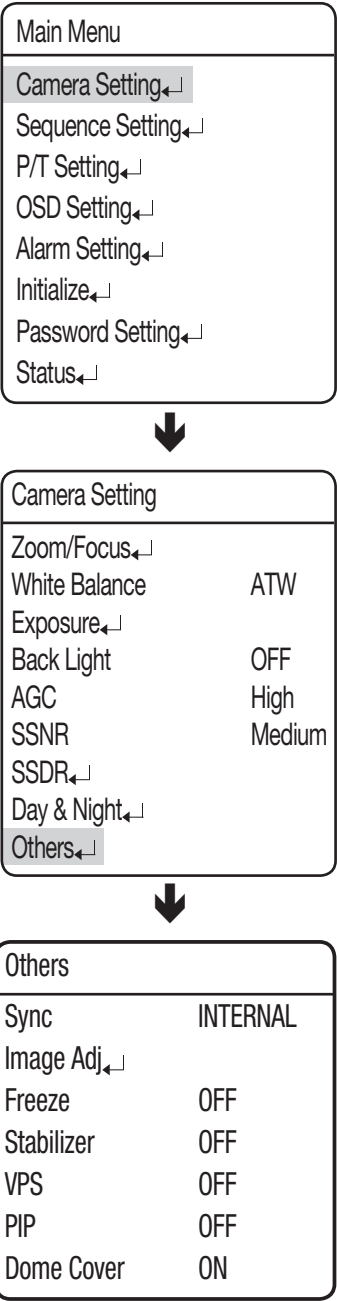 Main Menu
Camera Setting↵
Sequence Setting↵
P/T Setting↵
OSD Setting↵
Alarm Setting↵
Initialize↵
Password Setting↵
Status↵
Camera Setting
Zoom/Focus↵
White Balance ATW
Exposure↵
Back Light OFF
AGC High
SSNR Medium
SSDR↵
Day & Night↵
Others↵
Others
Sync INTERNAL
Image Adj↵
Freeze OFF
Stabilizer OFF
VPS OFF
PIP OFF
Dome Cover ON